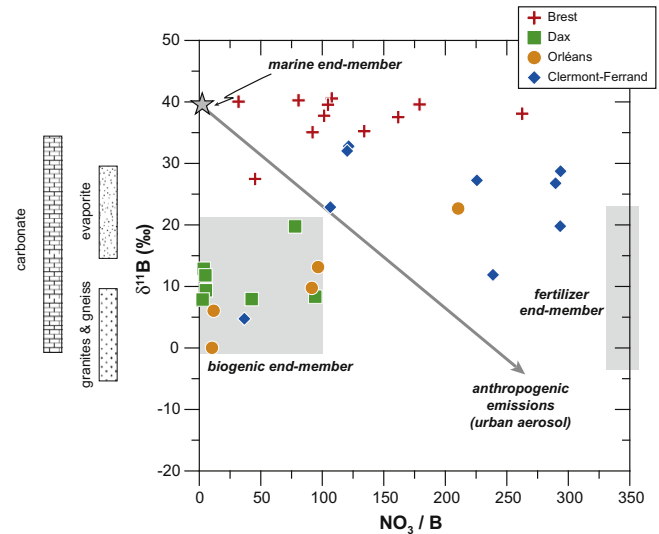 Brest
Dax
Orléans
Clermont-Ferrand
50
40
30
20
10
0
-10
-20
δ¹¹B (‰)
0
50
100
150
200
250
300
350
NO₃ / B
marine end-member
fertilizer
end-member
biogenic end-member
anthropogenic
emissions
(urban aerosol)
carbonate
evaporite
granites & gneiss